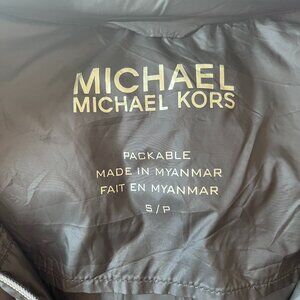 MICHAEL
MICHAEL KORS
PACKABLE
MADE IN MYANMAR
FAIT EN MYANMAR
S/P